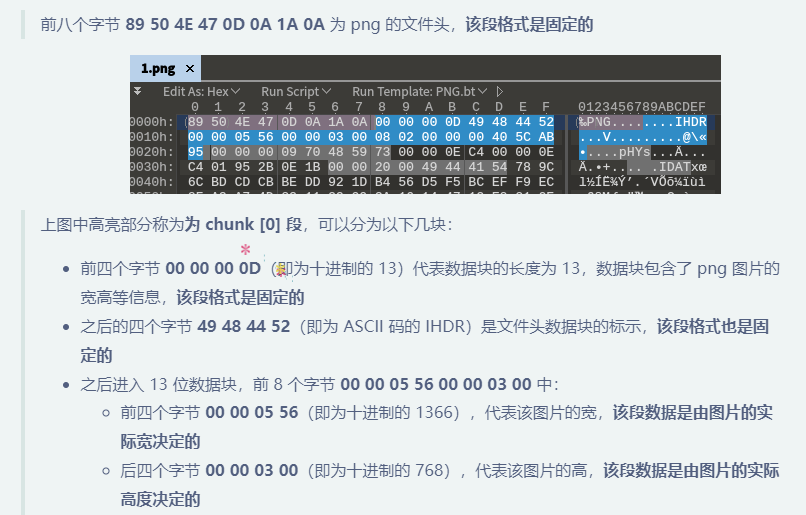 前八个字节 89 50 4E 47 0D 0A 1A 0A 为 png 的文件头，该段格式是固定的
1.png ×
Edit As: Hex Run Script Run Template: PNG.bt
0 1 2 3 4 5 6 7 8 9 A B C D E F 0123456789ABCDEF
0000h: 89 50 4E 47 0D 0A 1A 0A 00 00 00 0D 49 48 44 52 ‰PNG........IHDR
0010h: 00 00 05 56 00 00 03 00 08 02 00 00 00 40 5C AB ...V.........@\«
0020h: 95 00 00 00 09 70 48 59 73 00 00 0E C4 00 00 0E •....pHYs...Ä...
0030h: C4 01 95 2B 0E 1B 00 00 20 00 49 44 41 54 78 9C Ä.•+.... .IDATxœ
0040h: 6C BD CD CB BE DD 92 1D B4 56 D5 F5 BC EF F9 EC l½ÍË¾Ý’.´VÕõ¼ïùì
上图中高亮部分称为为 chunk [0] 段，可以分为以下几块：
• 前四个字节 00 00 00 0D（即为十进制的 13）代表数据块的长度为 13，数据块包含了 png 图片的
宽高等信息，该段格式是固定的
• 之后的四个字节 49 48 44 52（即为 ASCII 码的 IHDR）是文件头数据块的标示，该段格式也是固
定的
• 之后进入 13 位数据块，前 8 个字节 00 00 05 56 00 00 03 00 中：
◦ 前四个字节 00 00 05 56（即为十进制的 1366），代表该图片的宽，该段数据是由图片的实
际宽决定的
◦ 后四个字节 00 00 03 00（即为十进制的 768），代表该图片的高，该段数据是由图片的实际
高度决定的